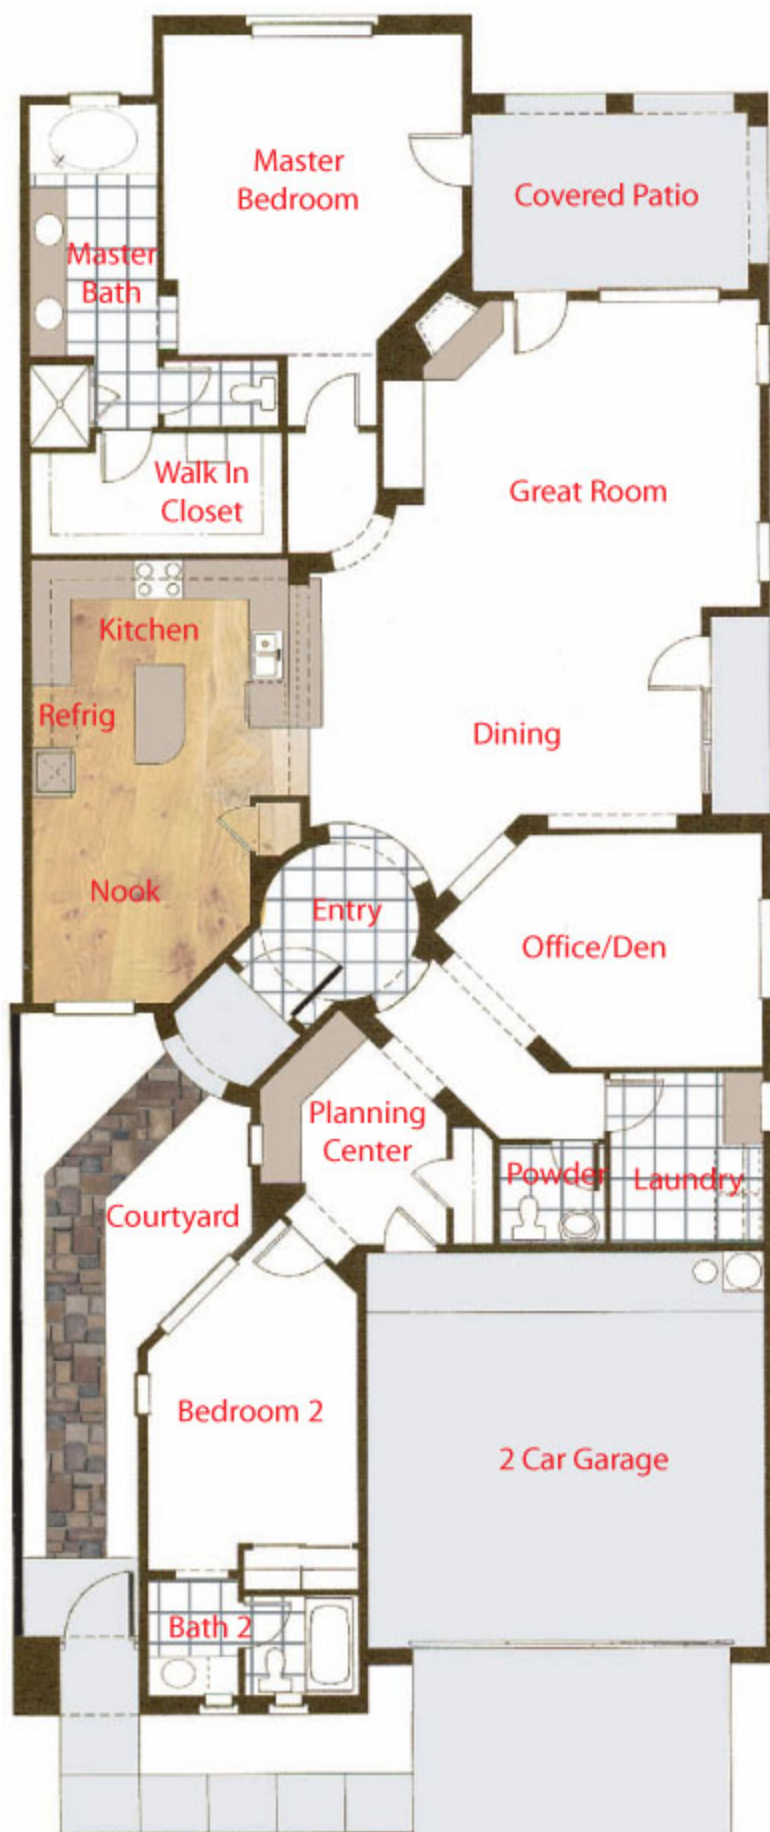 Master
Bedroom
Covered Patio
Master
Bath
Walk In
Closet
Great Room
Kitchen
Refrig
Dining
Nook
Entry
Office/Den
Planning
Center
Powder
Laundry
Courtyard
Bedroom 2
2 Car Garage
Bath 2